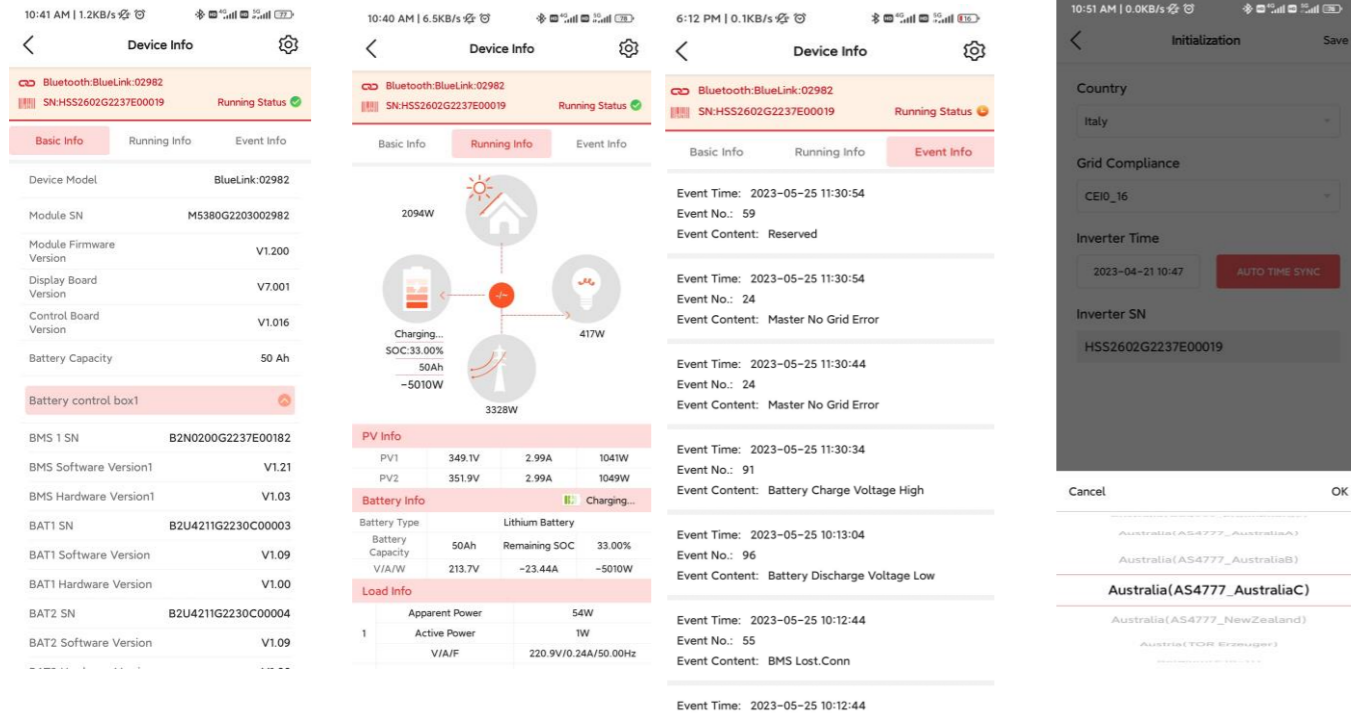 10:41 AM | 1.2KB/s
77
Device Info
Bluetooth:BlueLink:02982
SN:HSS2602G2237E00019 Running Status
Basic Info Running Info Event Info
Device Model BlueLink:02982
Module SN M5380G2203002982
Module Firmware
Version V1.200
Display Board
Version V7.001
Control Board
Version V1.016
Battery Capacity 50 Ah
Battery control box1
BMS 1 SN B2N0200G2237E00182
BMS Software Version1 V1.21
BMS Hardware Version1 V1.03
BAT1 SN B2U4211G2230C00003
BAT1 Software Version V1.09
BAT1 Hardware Version V1.00
BAT2 SN B2U4211G2230C00004
BAT2 Software Version V1.09
10:40 AM | 6.5KB/s
78
Device Info
Bluetooth:BlueLink:02982
SN:HSS2602G2237E00019 Running Status
Basic Info Running Info Event Info
2094W
Charging...
SOC:33.00%
50Ah
-5010W
417W
3328W
PV Info
PV1 349.1V 2.99A 1041W
PV2 351.9V 2.99A 1049W
Battery Info Charging...
Battery Type Lithium Battery
Battery
Capacity 50Ah Remaining SOC 33.00%
V/A/W 213.7V -23.44A -5010W
Load Info
Apparent Power 54W
1 Active Power 1W
V/A/F 220.9V/0.24A/50.00Hz
6:12 PM | 0.1KB/s
16
Device Info
Bluetooth:BlueLink:02982
SN:HSS2602G2237E00019 Running Status
Basic Info Running Info Event Info
Event Time: 2023-05-25 11:30:54
Event No.: 59
Event Content: Reserved
Event Time: 2023-05-25 11:30:54
Event No.: 24
Event Content: Master No Grid Error
Event Time: 2023-05-25 11:30:44
Event No.: 24
Event Content: Master No Grid Error
Event Time: 2023-05-25 11:30:34
Event No.: 91
Event Content: Battery Charge Voltage High
Event Time: 2023-05-25 10:13:04
Event No.: 96
Event Content: Battery Discharge Voltage Low
Event Time: 2023-05-25 10:12:44
Event No.: 55
Event Content: BMS Lost.Conn
Event Time: 2023-05-25 10:12:44
10:51 AM | 0.0KB/s
Initialization Save
Country
Italy
Grid Compliance
CEI0_16
Inverter Time
2023-04-21 10:47 AUTO TIME SYNC
Inverter SN
HSS2602G2237E00019
Cancel OK
Australia(AS4777_AustraliaA)
Australia(AS4777_AustraliaB)
Australia(AS4777_AustraliaC)
Australia(AS4777_NewZealand)
Austria(TOR Erzeuger)